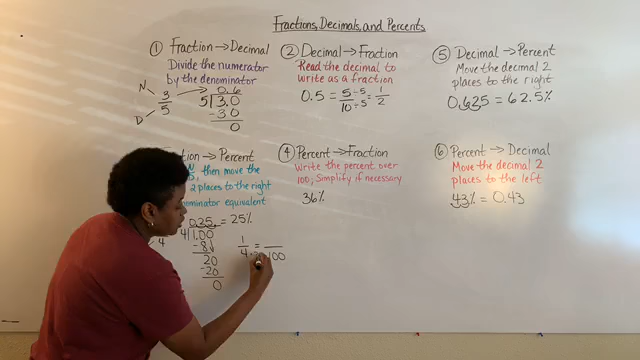 Fractions, Decimals, and Percents
① Fraction → Decimal
Divide the numerator
by the denominator
N
D
3/5
0.6
5 3.0
-30
0
② Decimal → Fraction
Read the decimal to
write as a fraction
0.5 = 5/10 ÷5/÷5 = 1/2
⑤ Decimal → Percent
Move the decimal 2
places to the right
0.625 = 62.5%
→ Percent
, then move the
2 places to the right
equivalent
0.25 = 25%
4 1.00
-8↓
20
-20
0
1/4 = /100
4
④ Percent → Fraction
Write the percent over
100; Simplify if necessary
36%
⑥ Percent → Decimal
Move the decimal 2
places to the left
43% = 0.43